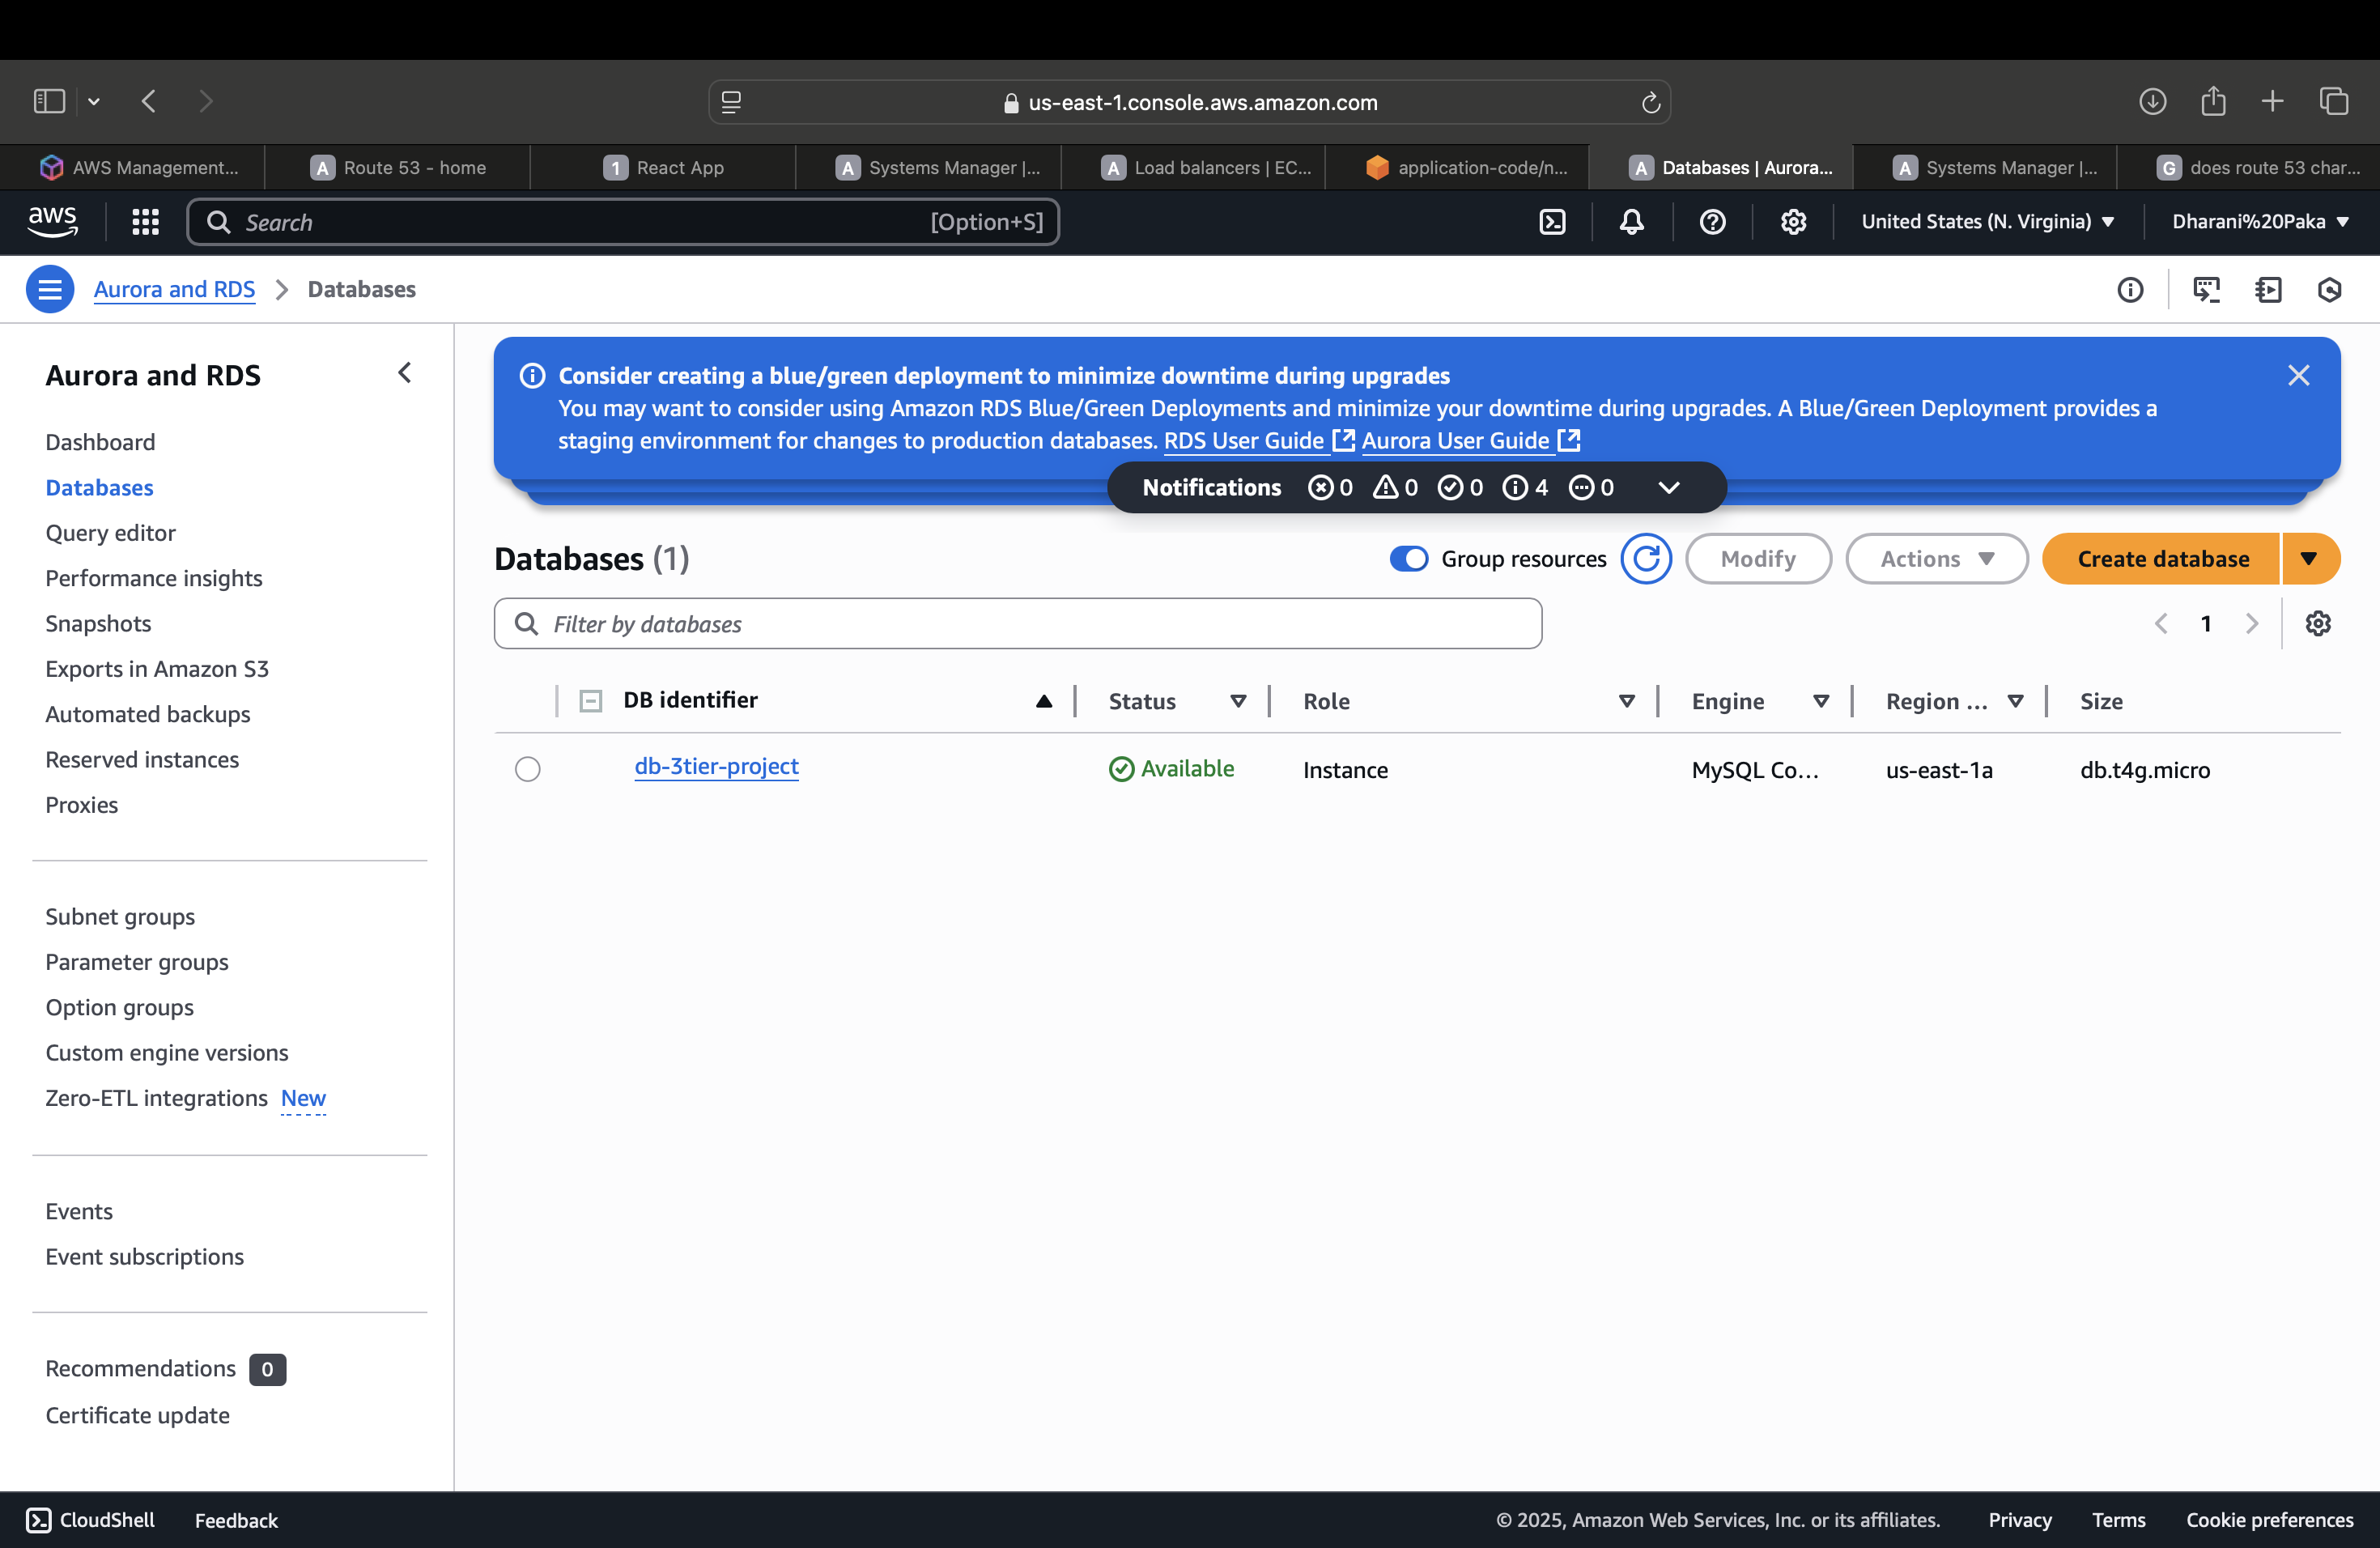 us-east-1.console.aws.amazon.com
AWS Management...
A Route 53 - home
1 React App
A Systems Manager |...
A Load balancers | EC...
application-code/n...
A Databases | Aurora...
A Systems Manager |...
G does route 53 char...
aws
Search [Option+S]
United States (N. Virginia)
Dharani%20Paka
Aurora and RDS
Databases
Aurora and RDS
Dashboard
Databases
Query editor
Performance insights
Snapshots
Exports in Amazon S3
Automated backups
Reserved instances
Proxies
Subnet groups
Parameter groups
Option groups
Custom engine versions
Zero-ETL integrations New
Events
Event subscriptions
Recommendations 0
Certificate update
Consider creating a blue/green deployment to minimize downtime during upgrades
You may want to consider using Amazon RDS Blue/Green Deployments and minimize your downtime during upgrades. A Blue/Green Deployment provides a
staging environment for changes to production databases. RDS User Guide Aurora User Guide
Notifications 0 0 0 4 0
Databases (1)
Group resources
Modify
Actions
Create database
Filter by databases
1
DB identifier Status Role Engine Region ... Size
db-3tier-project Available Instance MySQL Co... us-east-1a db.t4g.micro
CloudShell Feedback © 2025, Amazon Web Services, Inc. or its affiliates. Privacy Terms Cookie preferences